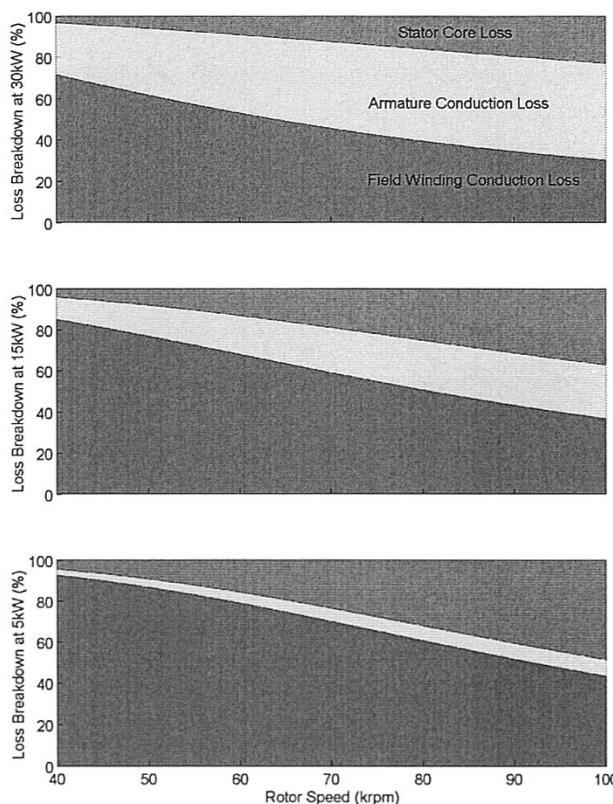 Loss Breakdown at 30kW (%)
100
80
60
40
20
0
Stator Core Loss
Armature Conduction Loss
Field Winding Conduction Loss
Loss Breakdown at 15kW (%)
100
80
60
40
20
0
Loss Breakdown at 5kW (%)
100
80
60
40
20
0
40 50 60 70 80 90 100
Rotor Speed (krpm)